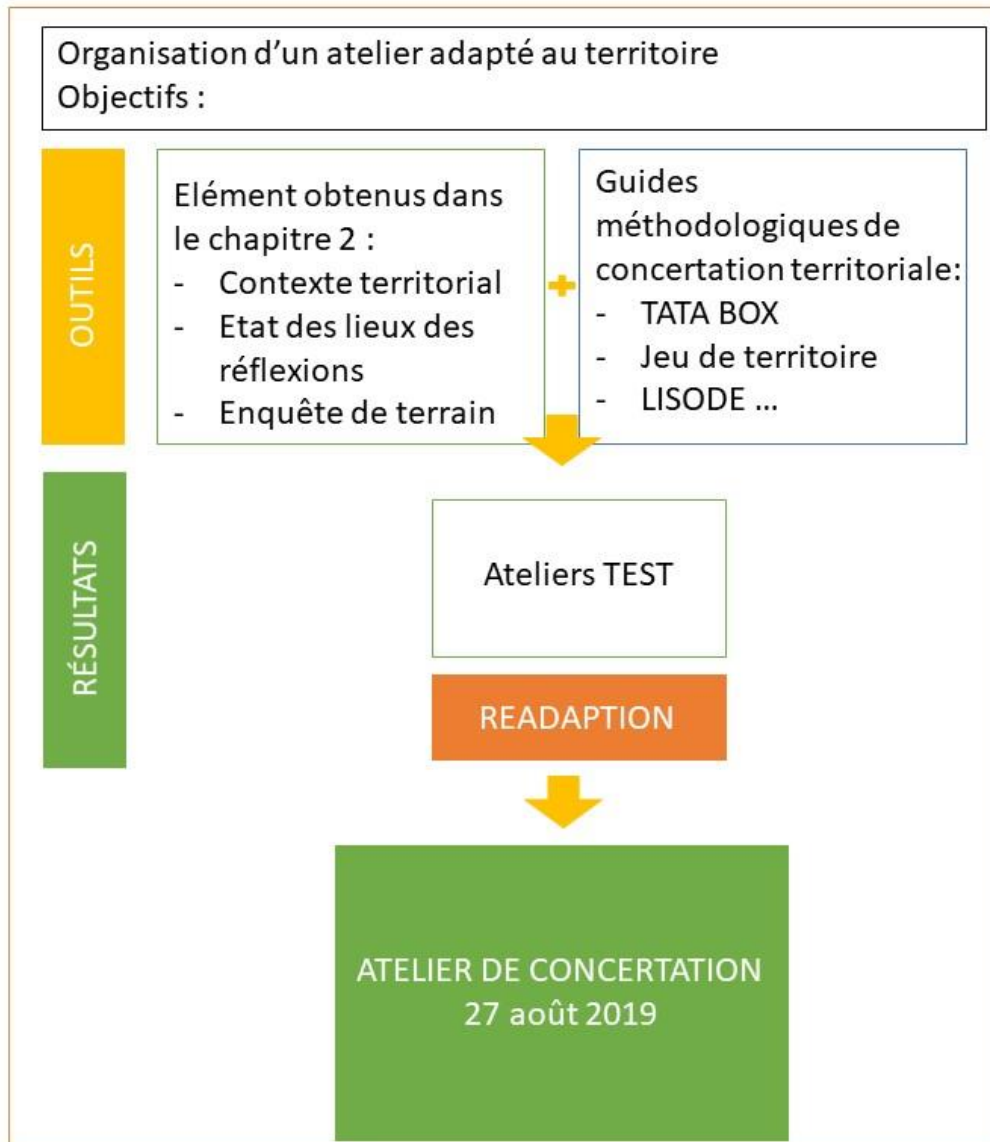 Organisation d'un atelier adapté au territoire
Objectifs :
OUTILS
Elément obtenus dans
le chapitre 2 :
- Contexte territorial
- Etat des lieux des
réflexions
- Enquête de terrain
Guides
méthodologiques de
concertation territoriale:
- TATA BOX
- Jeu de territoire
- LISODE ...
RÉSULTATS
Ateliers TEST
READAPTION
ATELIER DE CONCERTATION
27 août 2019